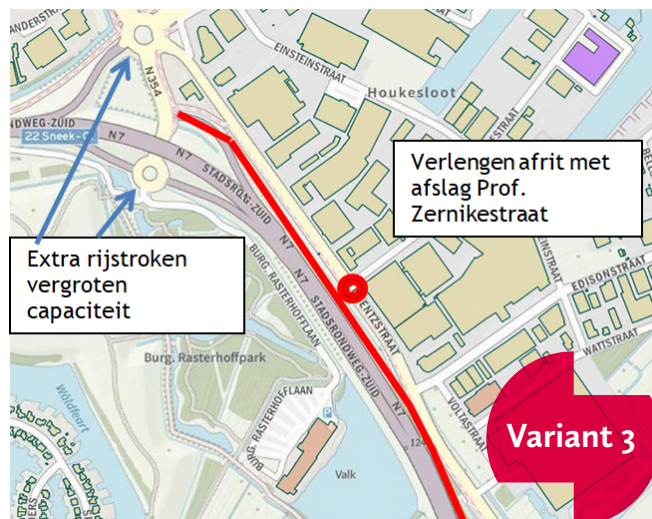 ANDERSTR.
N354
EINSTEINSTRAAT
Houkesloot
NDWEG-ZUID
22 Sneek-
N7
STADSRONDWEG-ZUID
N7
Verlengen afrit met
afslag Prof.
Zernikestraat
Extra rijstroken
vergroten
capaciteit
BURG. RASTERHOFFLAAN
N7
STADSRONDWEG-ZUID
N7
ENTZSTRAAT
EDISONSTRAAT
WATTSTRAAT
VOLTASTRAAT
Burg. Rasterhoffpark
BURG. RASTERHOFFLAAN
Wâldfeart
Valk
Variant 3